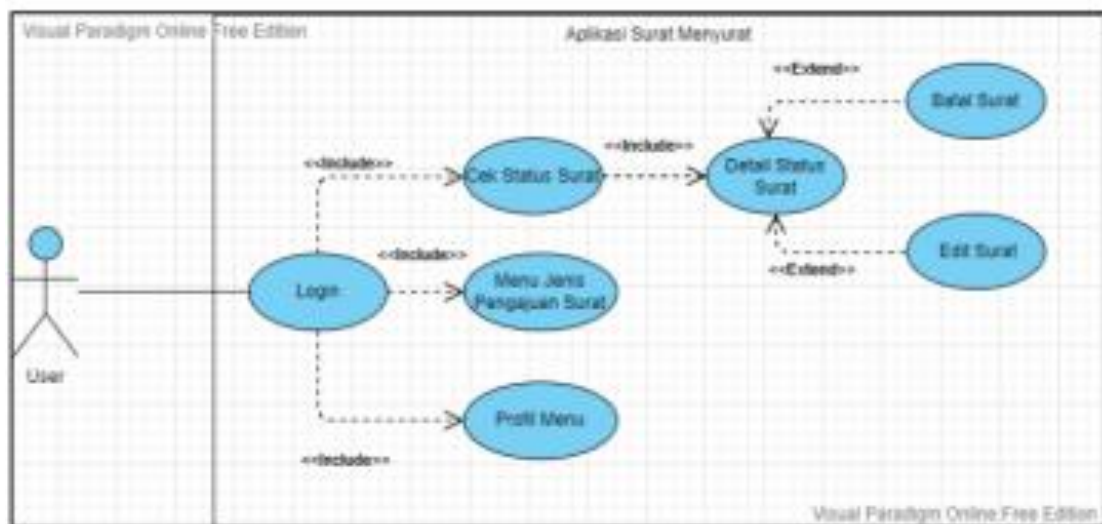 Visual Paradigm Online Free Edition
Aplikasi Surat Menyurat
<<Extend>>
Batal Surat
<<Include>>
Cek Status Surat
<<Include>>
Detail Status
Surat
<<Include>>
Menu Jenis
Pengajuan Surat
<<Extend>>
Edit Surat
Login
User
Profil Menu
<<Include>>
Visual Paradigm Online Free Edition